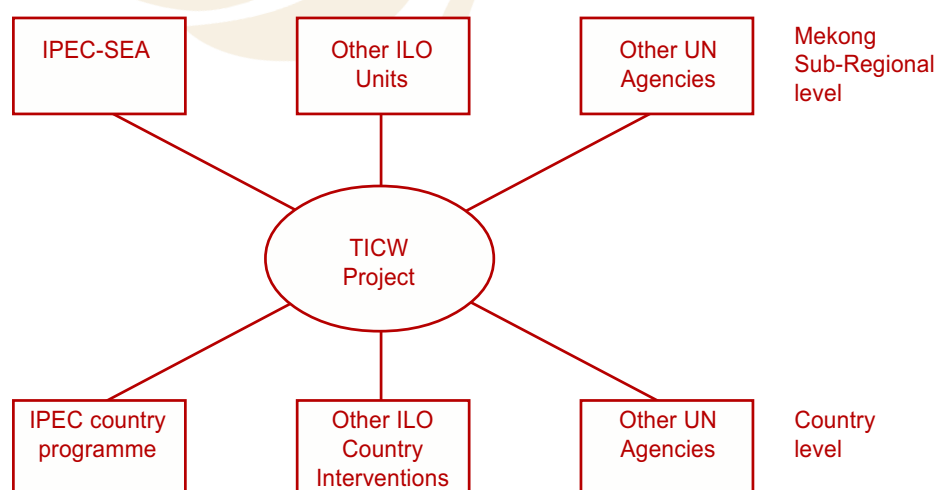 IPEC-SEA
Other ILO
Units
Other UN
Agencies
Mekong
Sub-Regional
level
TICW
Project
IPEC country
programme
Other ILO
Country
Interventions
Other UN
Agencies
Country
level